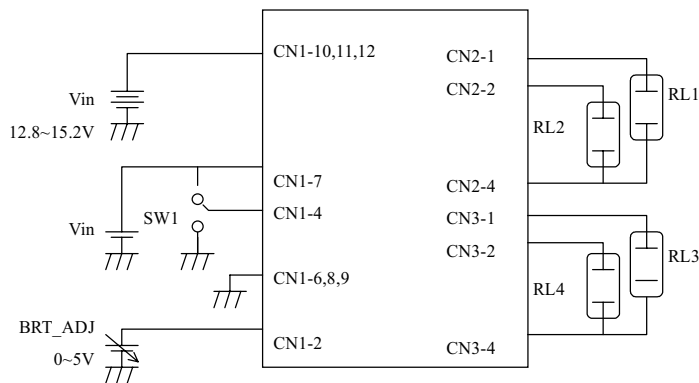 CN1-10,11,12
CN2-1
CN2-2
RL1
Vin
RL2
12.8~15.2V
CN1-7
CN2-4
SW1
CN1-4
CN3-1
Vin
CN3-2
RL3
CN1-6,8,9
RL4
BRT_ADJ
CN1-2
CN3-4
0~5V